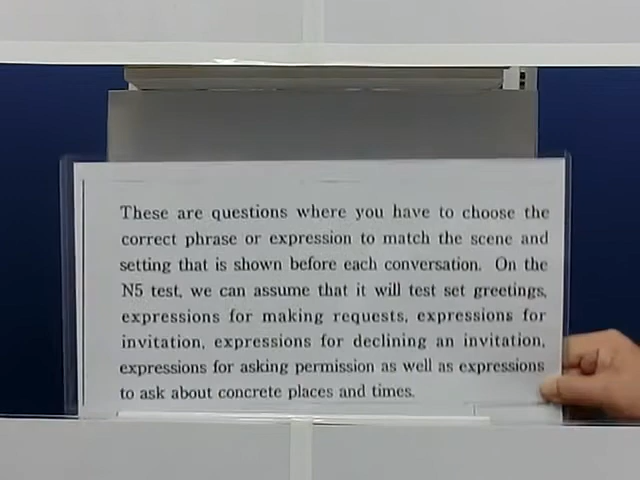 These are questions where you have to choose the
correct phrase or expression to match the scene and
setting that is shown before each conversation. On the
N5 test, we can assume that it will test set greetings,
expressions for making requests, expressions for
invitation, expressions for declining an invitation,
expressions for asking permission as well as expressions
to ask about concrete places and times.